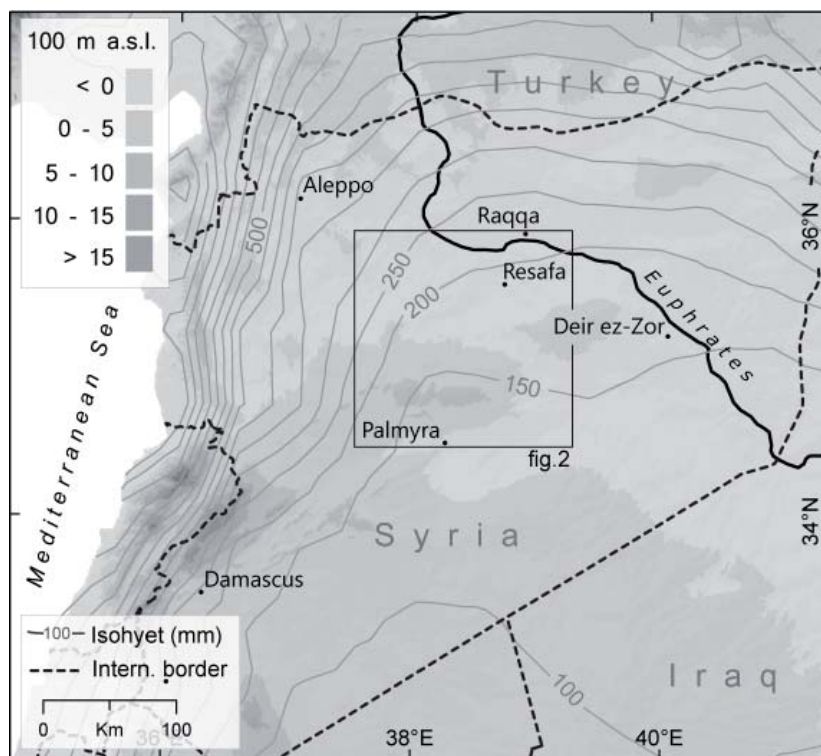 100 m a.s.l.
< 0
0 - 5
5 - 10
10 - 15
> 15
Turkey
Aleppo
36°N
Raqqa
500
250
Resafa
200
Euphrates
Deir ez-Zor
Mediterranean Sea
150
Palmyra
fig.2
34°N
Syria
Damascus
100 Isohyet (mm)
Intern. border
Iraq
100
0 Km 100
36°E
38°E
40°E